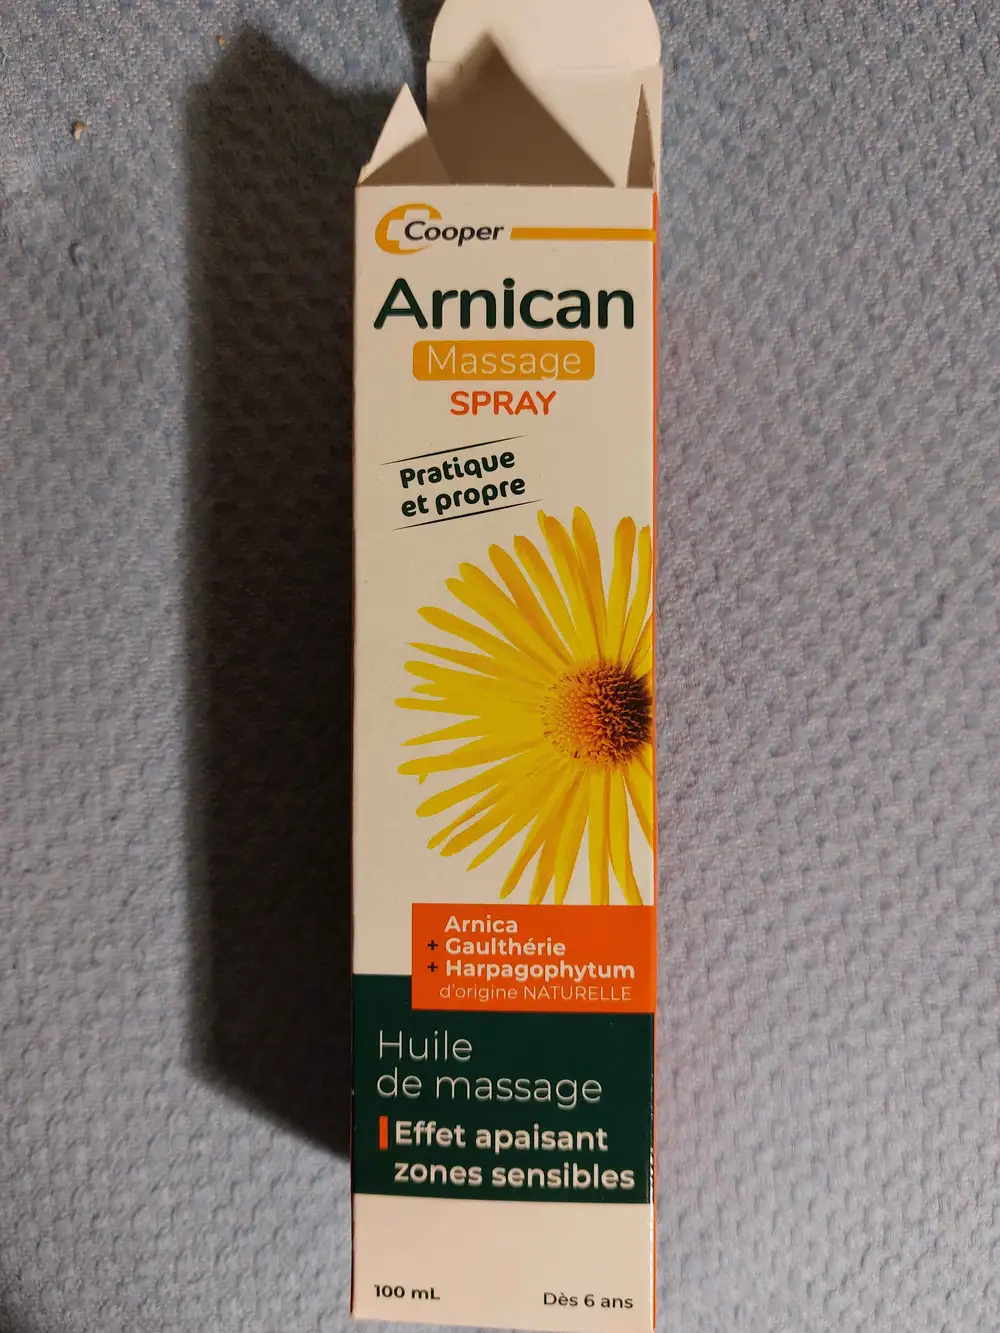 Cooper
Arnican
Massage
SPRAY
Pratique
et propre
Arnica
+ Gaulthérie
+ Harpagophytum
d'origine NATURELLE
Huile
de massage
Effet apaisant
zones sensibles
100 mL
Dès 6 ans